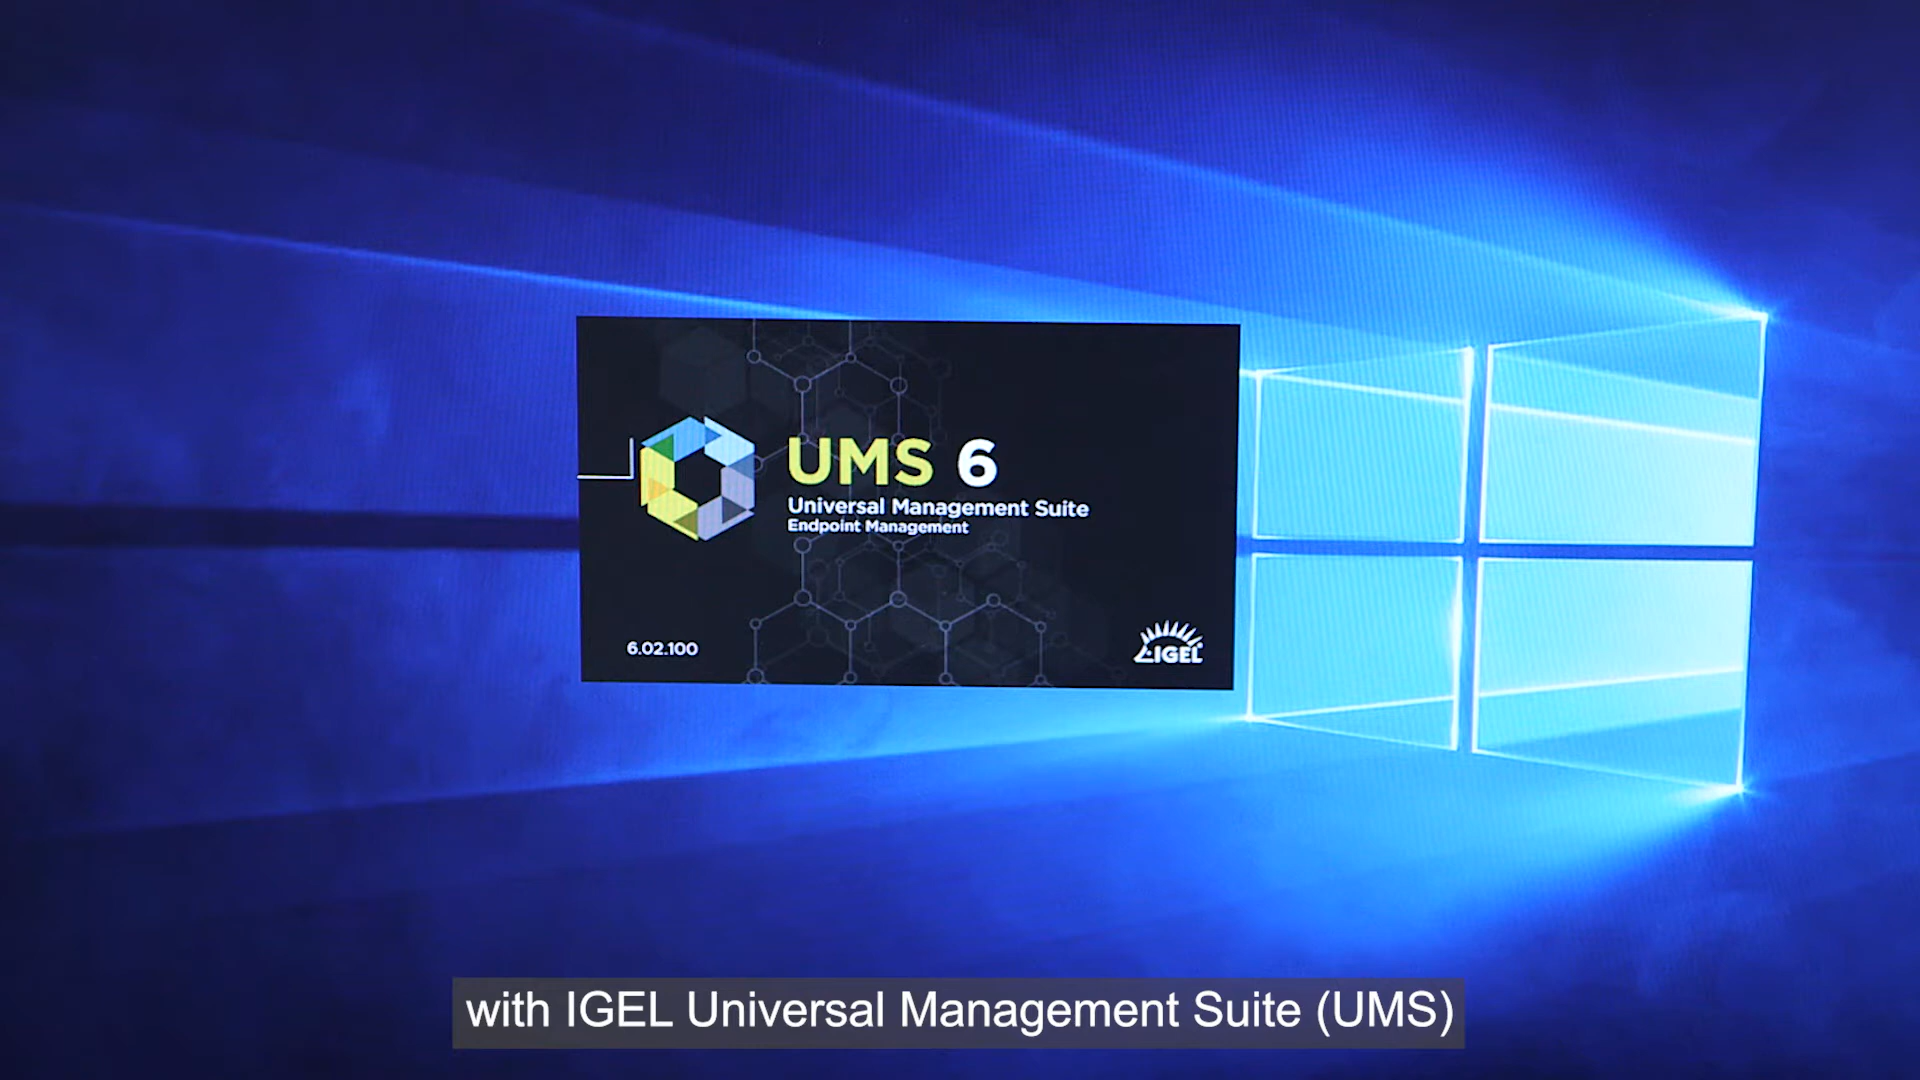 UMS 6
Universal Management Suite
Endpoint Management
6.02.100
IGEL
with IGEL Universal Management Suite (UMS)